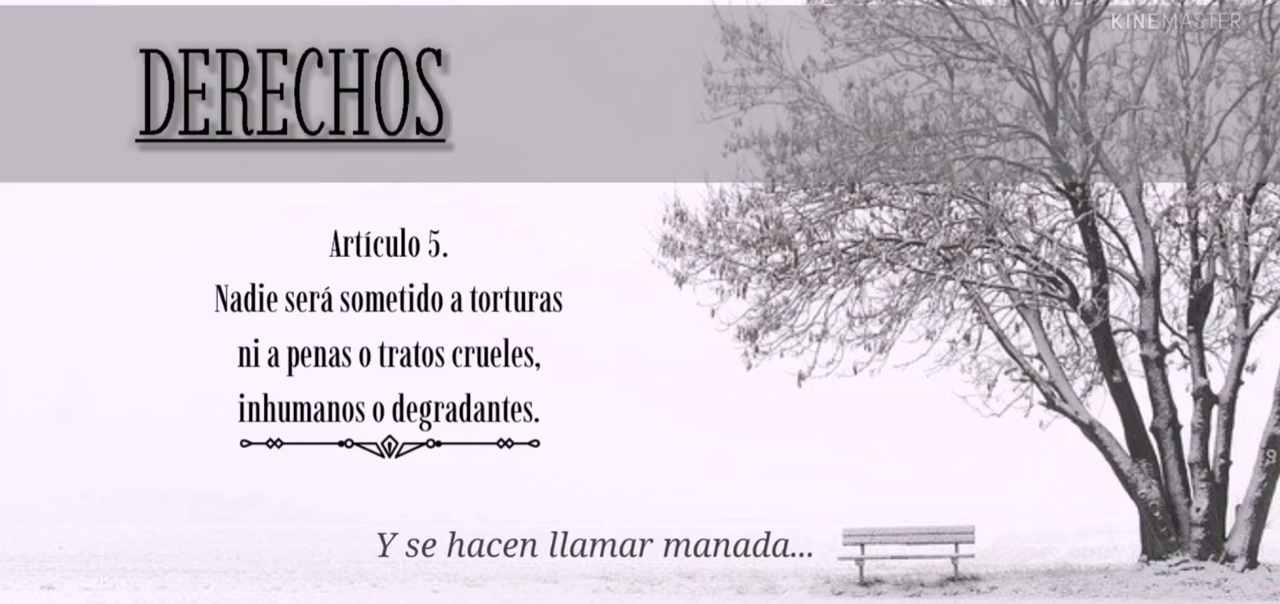 KINEMASTER
DERECHOS
Artículo 5.
Nadie será sometido a torturas
ni a penas o tratos crueles,
inhumanos o degradantes.
Y se hacen llamar manada...